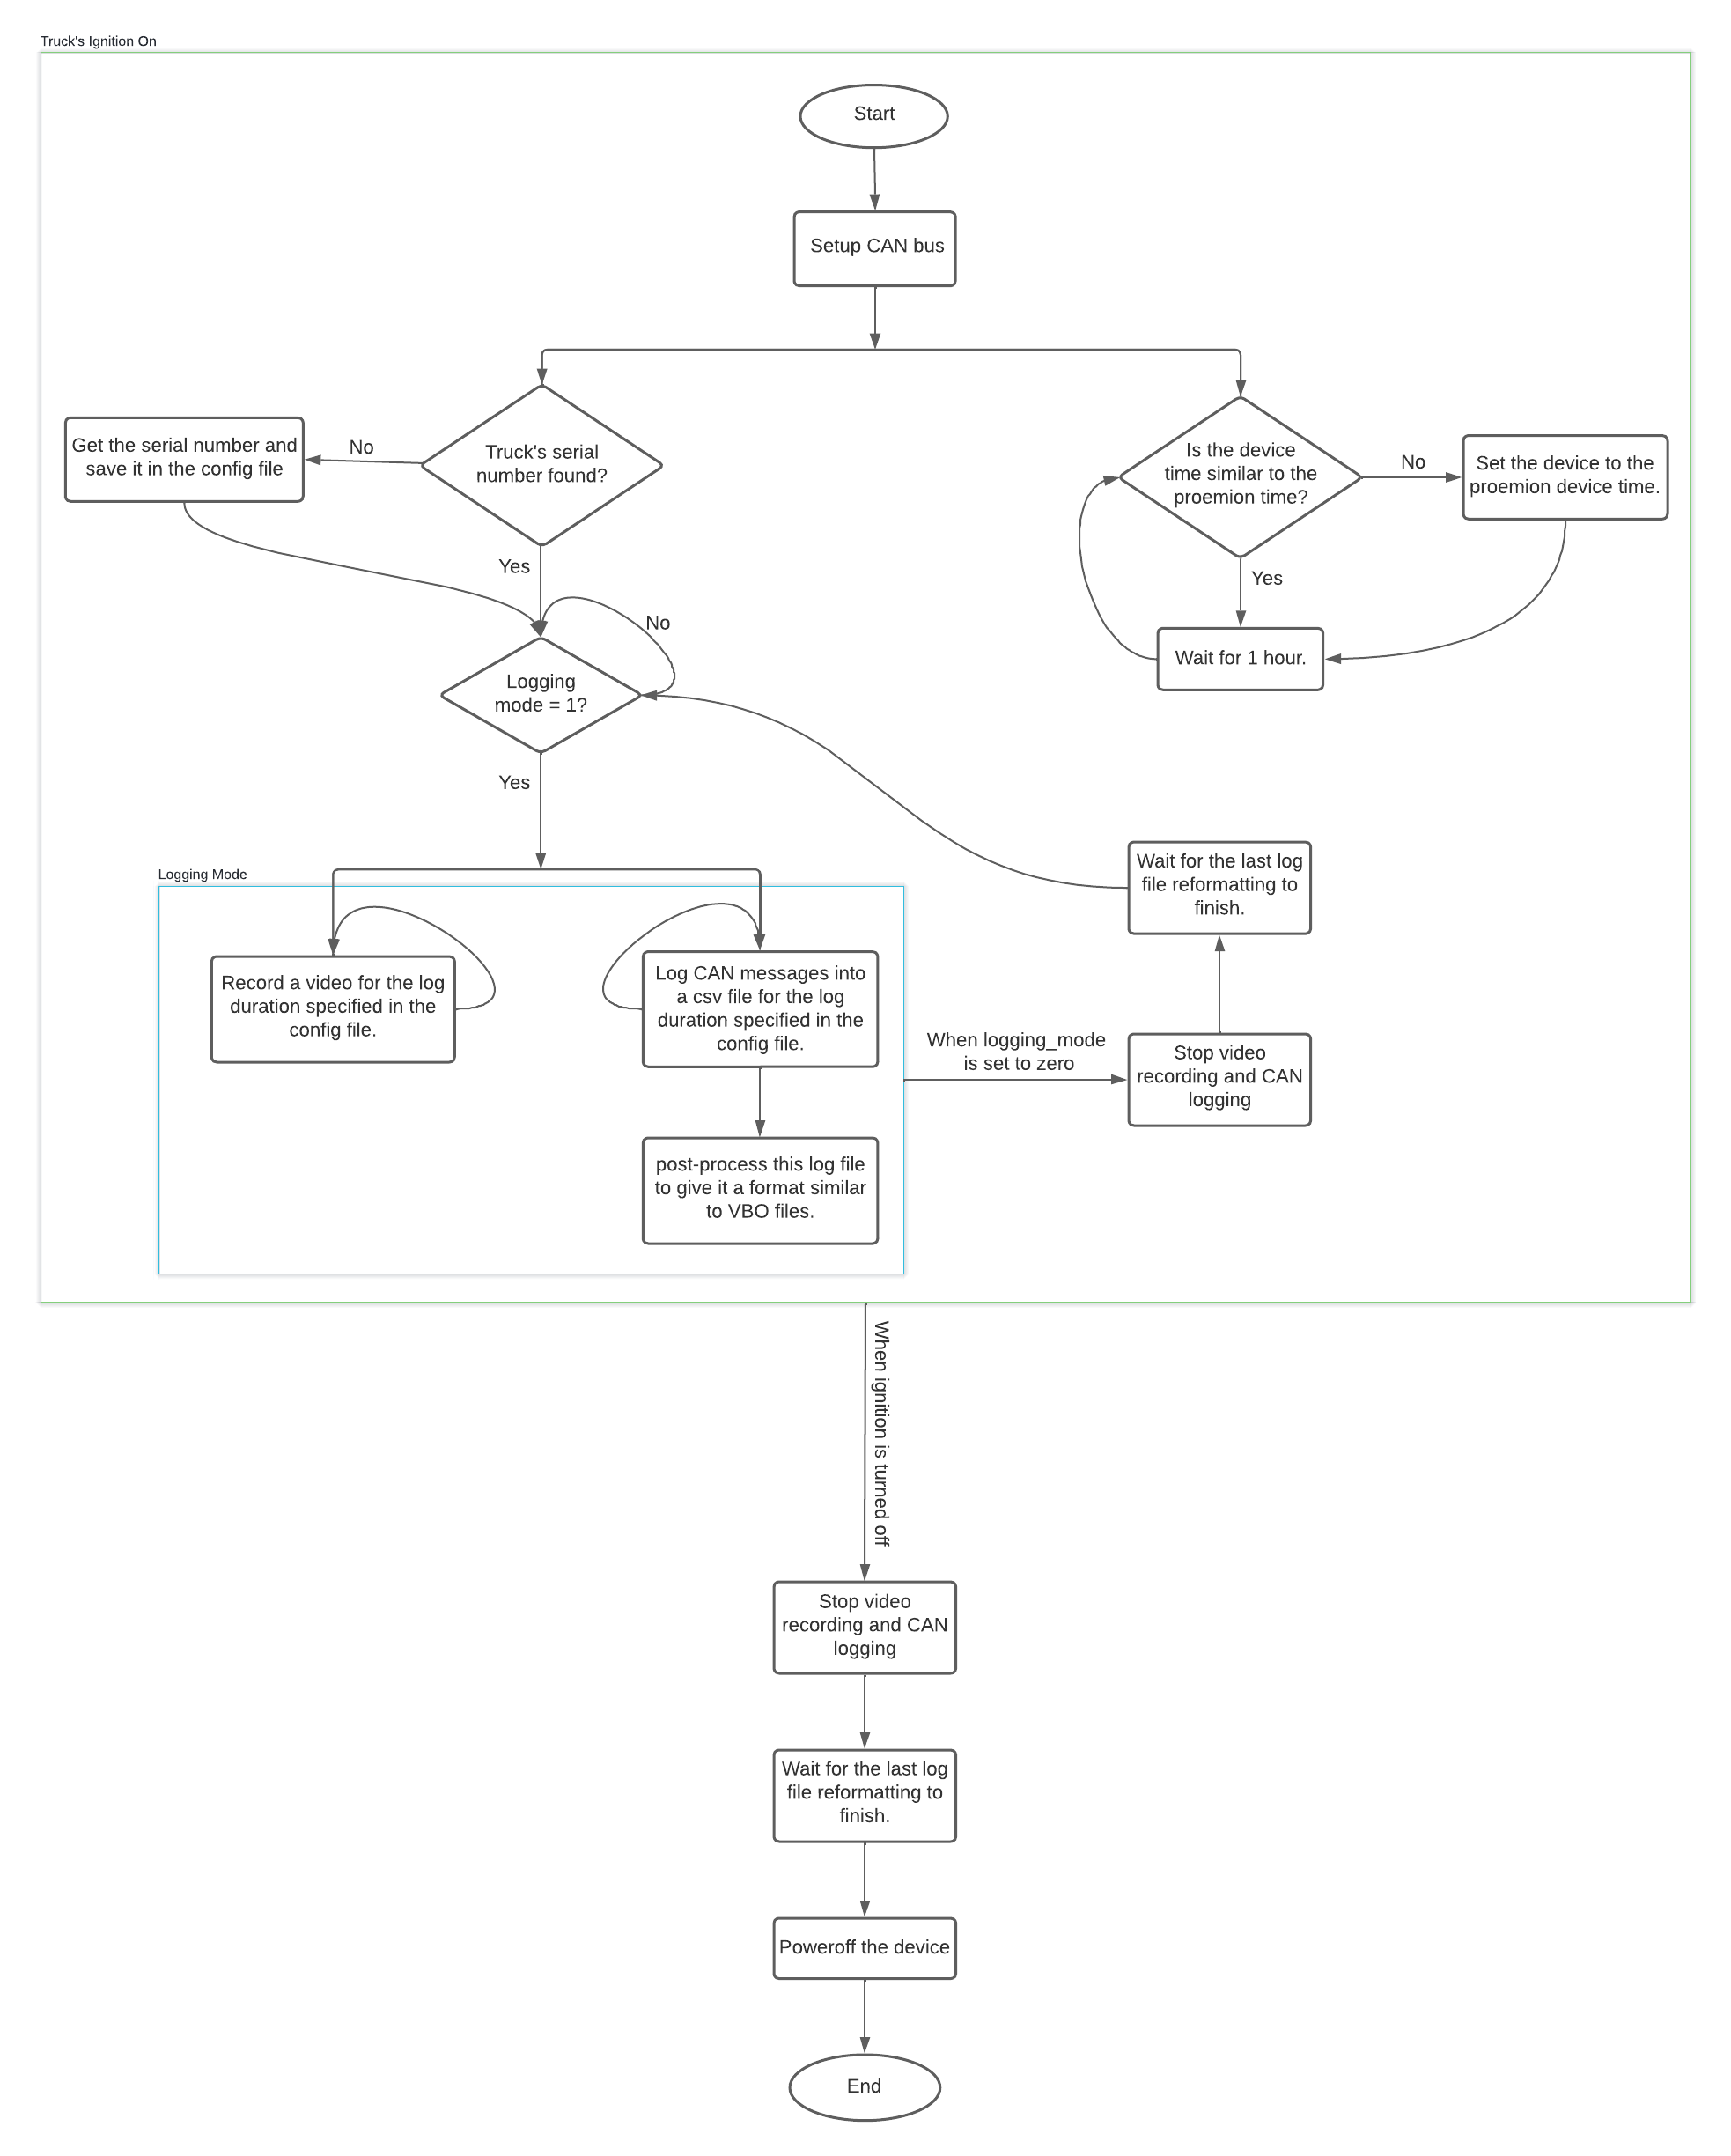 Truck's Ignition On
Start
Setup CAN bus
Truck's serial
number found?
No
Get the serial number and
save it in the config file
Yes
Is the device
time similar to the
proemion time?
No
Set the device to the
proemion device time.
Yes
Wait for 1 hour.
No
Logging
mode = 1?
Yes
Logging Mode
Record a video for the log
duration specified in the
config file.
Log CAN messages into
a csv file for the log
duration specified in the
config file.
post-process this log file
to give it a format similar
to VBO files.
When logging_mode
is set to zero
Stop video
recording and CAN
logging
Wait for the last log
file reformatting to
finish.
When ignition is turned off
Stop video
recording and CAN
logging
Wait for the last log
file reformatting to
finish.
Poweroff the device
End